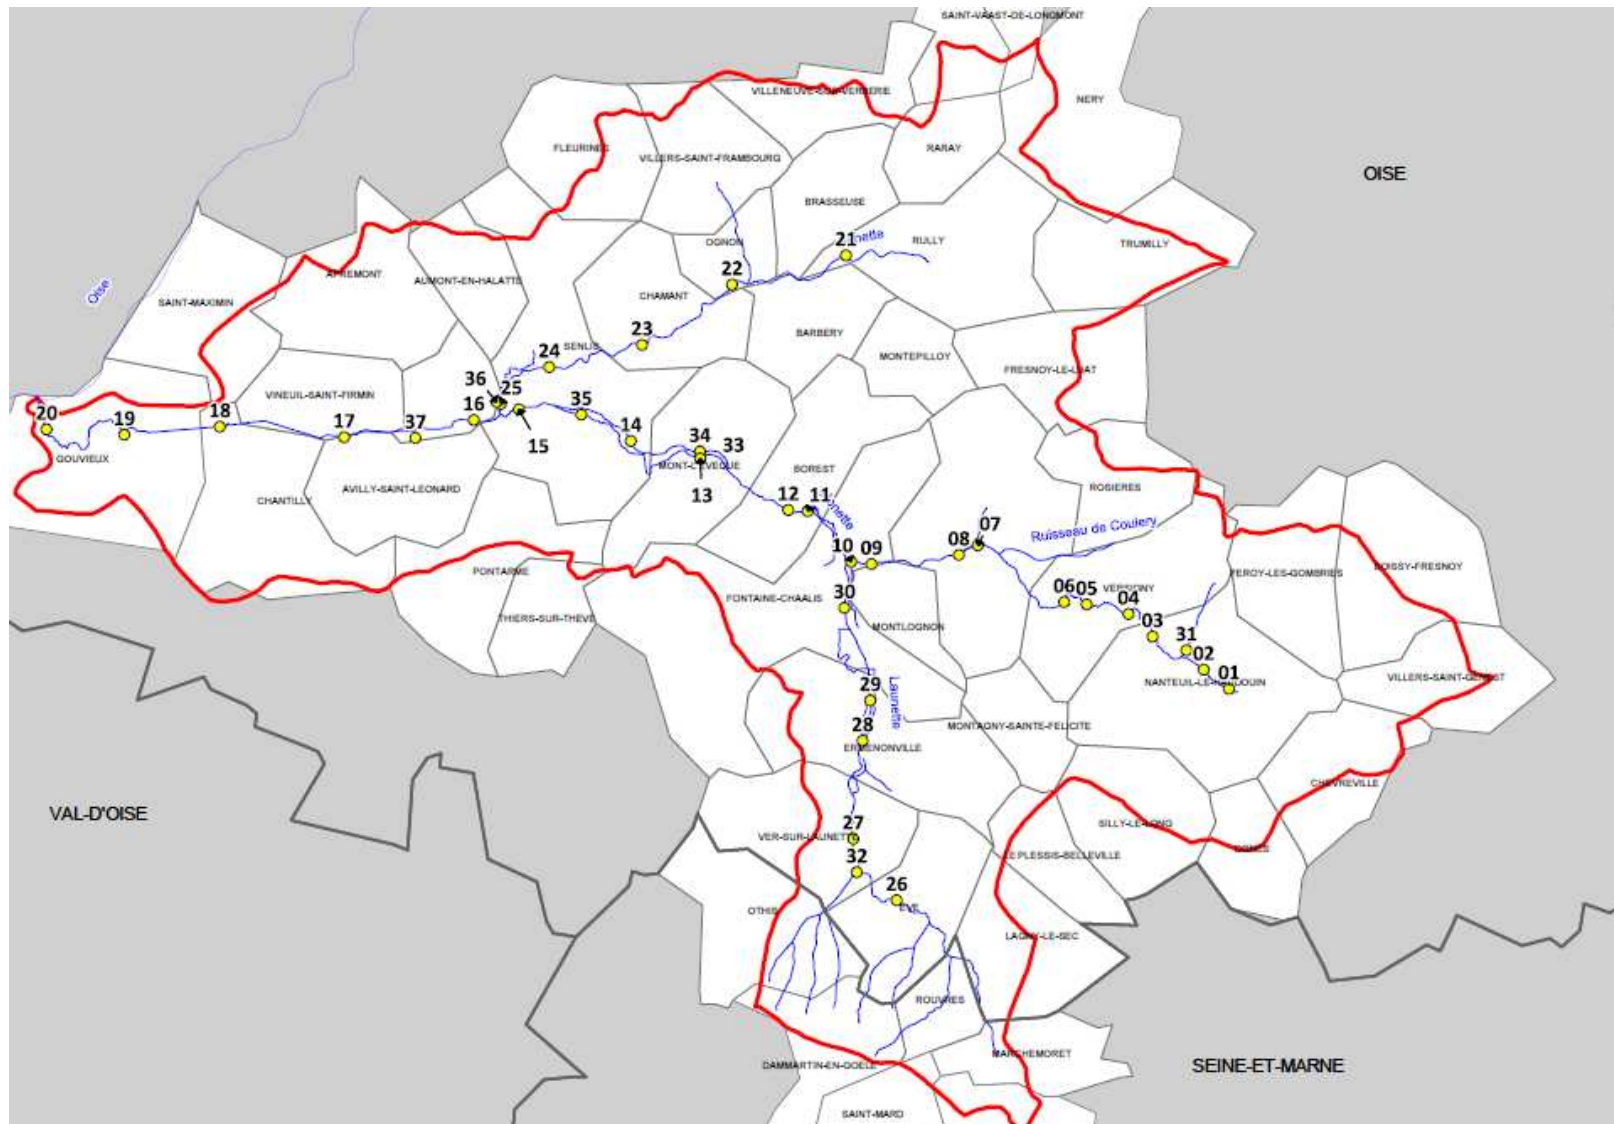 SAINT-VAAST-DE-LONGMONT
VILLENEUVE-SUR-VERBERIE
NERY
FLEURINES
VILLERS-SAINT-FRAMBOURG
RARAY
OISE
BRASSEUSE
OGNON
21
RULLY
TRUMILLY
22
APREMONT
AUMONT-EN-HALATTE
CHAMANT
Oise
SAINT-MAXIMIN
23
BARBERY
SENLIS
24
MONTEPILLOY
FRESNOY-LE-LUAT
36
25
VINEUIL-SAINT-FIRMIN
20
19
18
17
37
16
15
35
14
34
33
GOUVIEUX
MONT-L'EVEQUE
BOREST
13
CHANTILLY
AVILLY-SAINT-LEONARD
ROSIERES
12
11
Ruisseau de Coulery
10
09
08
07
PONTARME
FEROY-LES-GOMBRIES
BOISSY-FRESNOY
06
05
VERSIGNY
04
FONTAINE-CHAALIS
30
THIERS-SUR-THEVE
MONTLOGNON
03
31
02
01
NANTEUIL-LE-HAUDOUIN
VILLERS-SAINT-GENEST
29
Launette
28
MONTAGNY-SAINTE-FELICITE
ERMENONVILLE
CHEVREVILLE
VAL-D'OISE
27
VER-SUR-LAUNETTE
SILLY-LE-LONG
OGNES
LE PLESSIS-BELLEVILLE
32
26
EVE
OTHIS
LAGNY-LE-SEC
ROUVRES
MARCHEMORET
DAMMARTIN-EN-GOELE
SEINE-ET-MARNE
SAINT-MARD